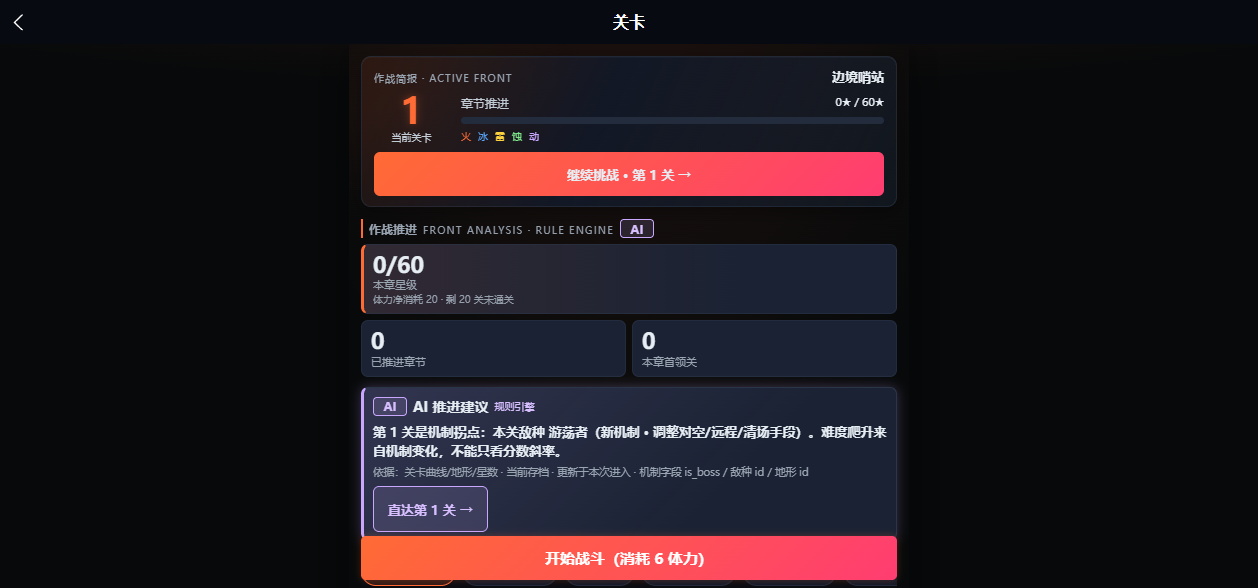 关卡
作战简报 · ACTIVE FRONT
边境哨站
1
当前关卡
章节推进
0★ / 60★
火 冰 雷 蚀 动
继续挑战 • 第 1 关 →
作战推进 FRONT ANALYSIS · RULE ENGINE AI
0/60
本章星级
体力净消耗 20 · 剩 20 关未通关
0
已推进章节
0
本章首领关
AI AI 推进建议 规则引擎
第 1 关是机制拐点：本关敌种 游荡者（新机制 • 调整对空/远程/清场手段）。难度爬升来
自机制变化，不能只看分数斜率。
依据：关卡曲线/地形/星数 · 当前存档 · 更新于本次进入 · 机制字段 is_boss / 敌种 id / 地形 id
直达第 1 关 →
开始战斗（消耗 6 体力）